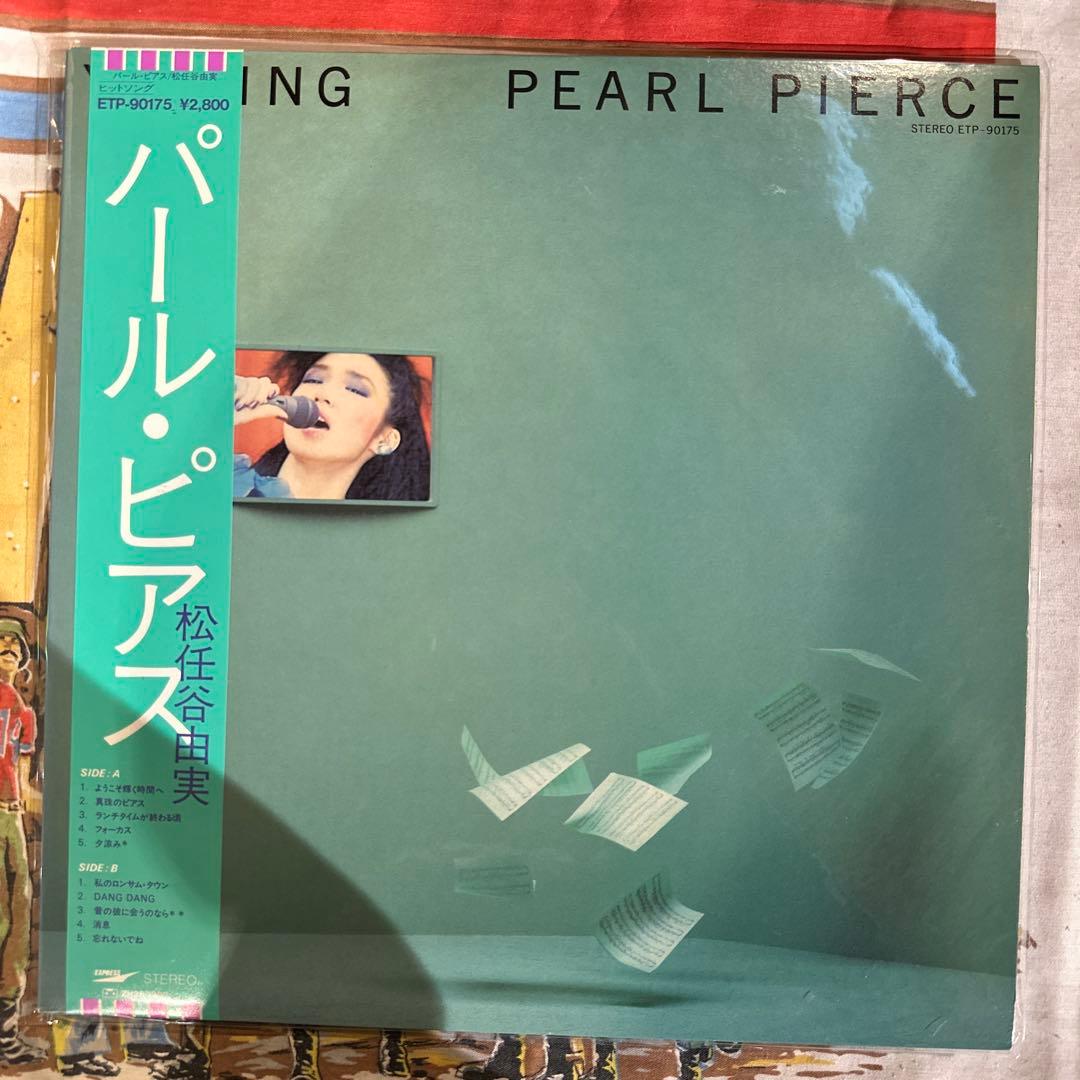 パール・ピアス/松任谷由実
ヒットソング
ETP-90175 ¥2,800
ING PEARL PIERCE
STEREO ETP-90175
パール・ピアス
松任谷由実
SIDE: A
1. ようこそ輝く時間へ
2. 真珠のピアス
3. ランチタイムが終わる頃
4. フォーカス
5. 夕涼み*
SIDE: B
1. 私のロンサム・タウン
2. DANG DANG
3. 昔の彼に会うのなら**
4. 消息
5. 忘れないでね
EXPRESS
STEREO